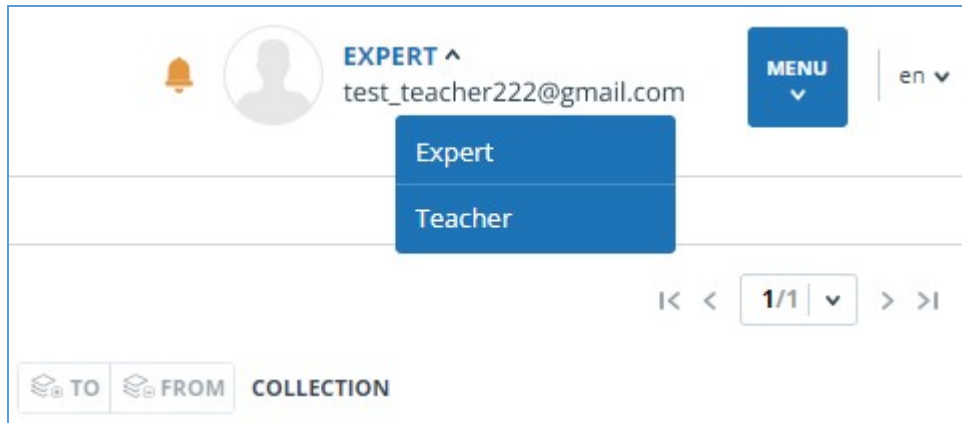 EXPERT
test_teacher222@gmail.com
MENU
en
Expert
Teacher
1/1
TO FROM COLLECTION